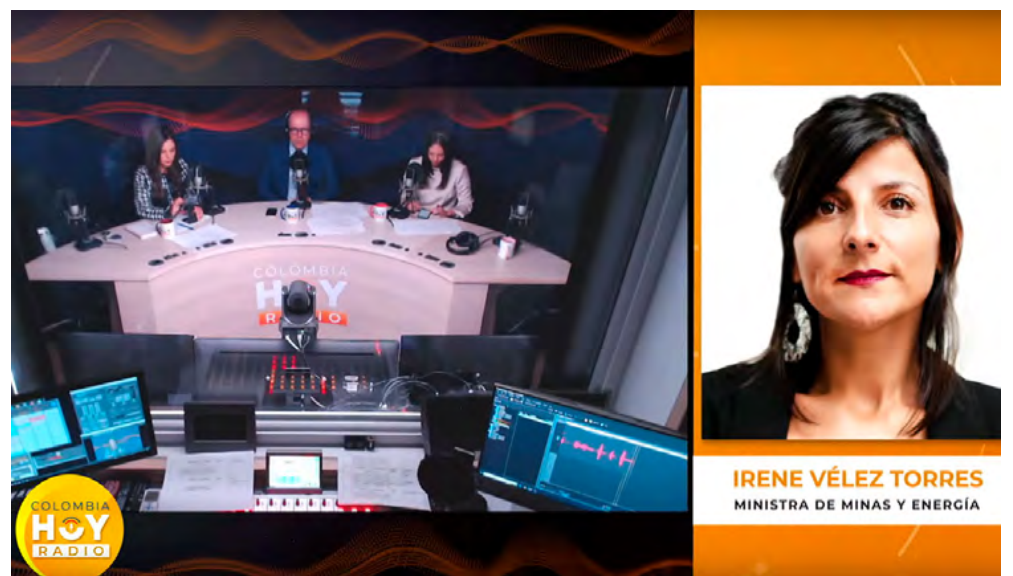 COLOMBIA
HOY
RADIO
COLOMBIA
HOY
RADIO
IRENE VÉLEZ TORRES
MINISTRA DE MINAS Y ENERGÍA